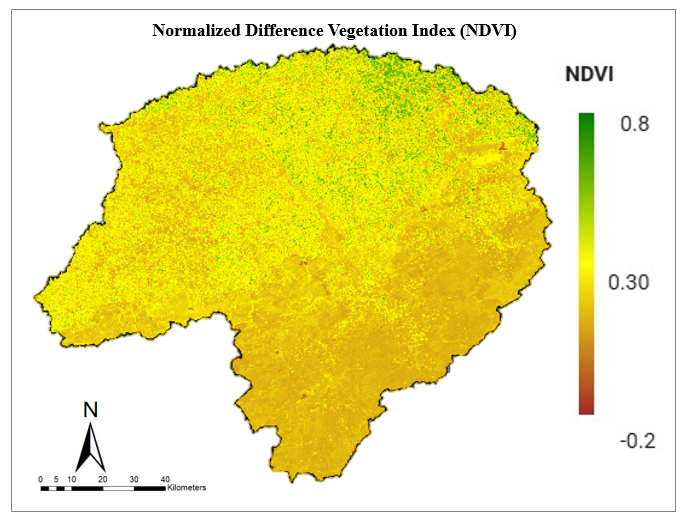 Normalized Difference Vegetation Index (NDVI)
NDVI
0.8
0.30
-0.2
N
0 5 10 20 30 40
Kilometers